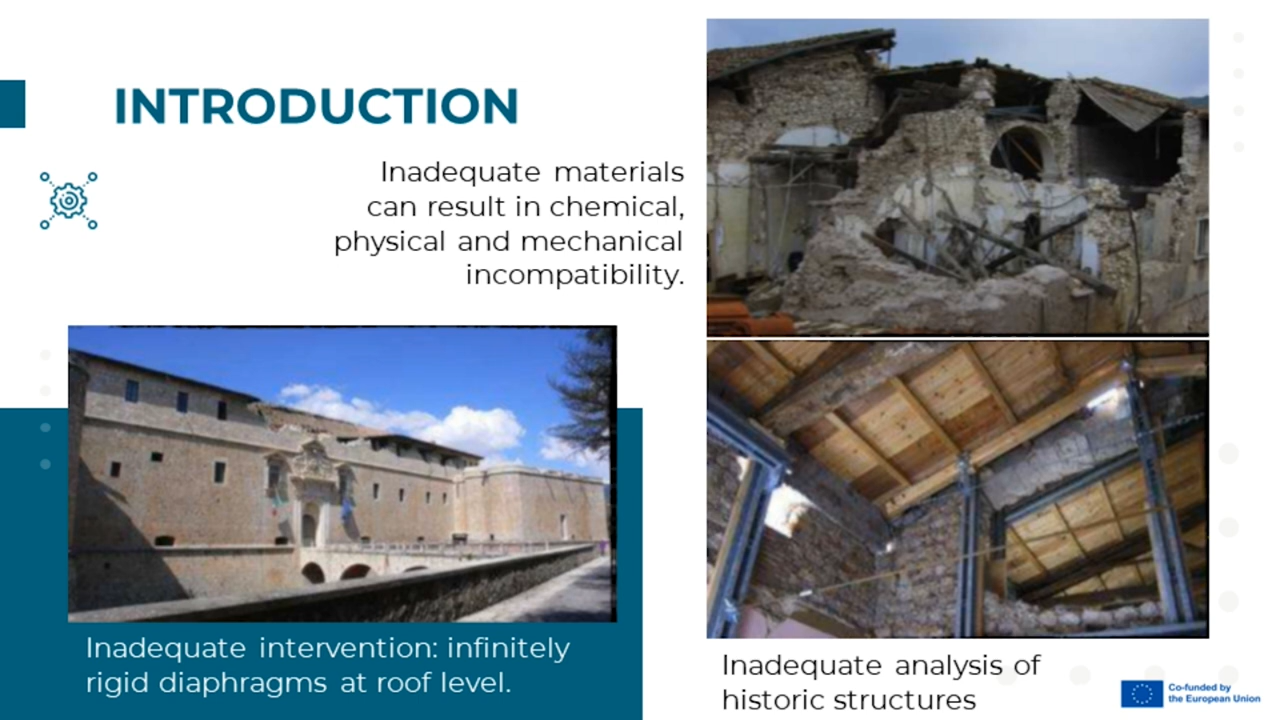 INTRODUCTION
Inadequate materials
can result in chemical,
physical and mechanical
incompatibility.
Inadequate intervention: infinitely
rigid diaphragms at roof level.
Inadequate analysis of
historic structures
Co-funded by
the European Union